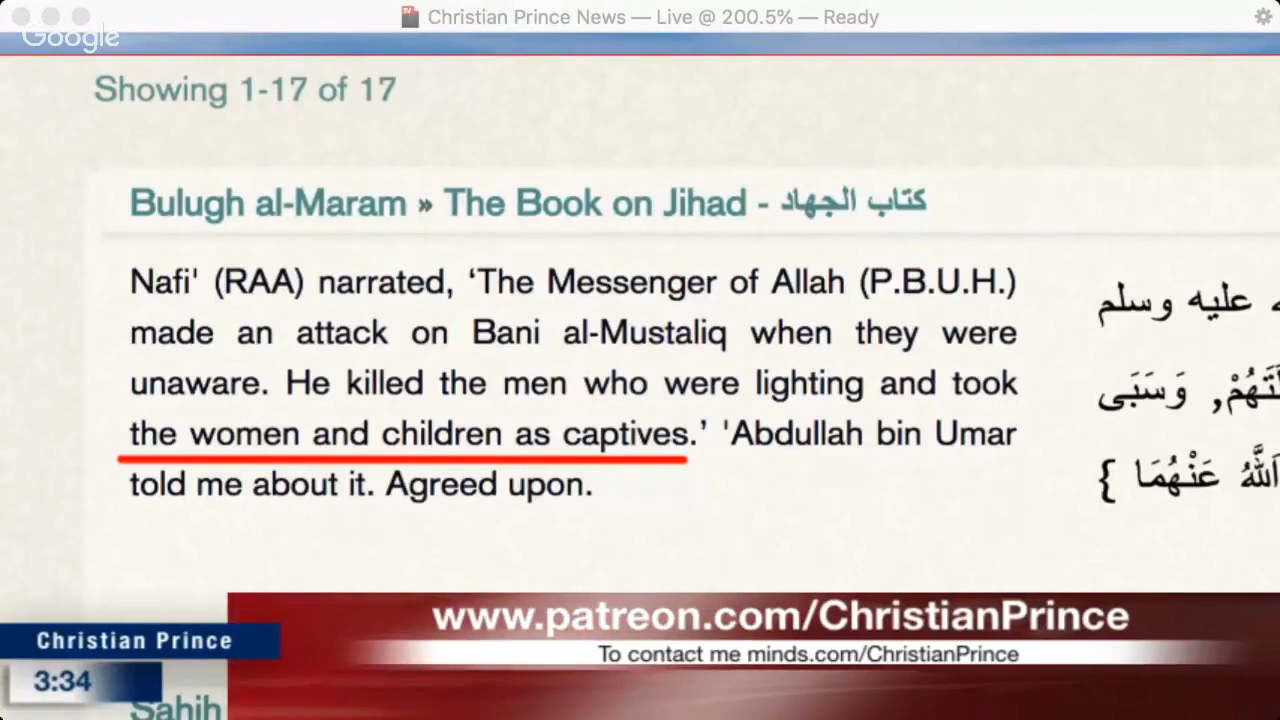 Christian Prince News — Live @ 200.5% — Ready
Google
Showing 1-17 of 17
Bulugh al-Maram » The Book on Jihad - كتاب الجهاد
Nafi' (RAA) narrated, ‘The Messenger of Allah (P.B.U.H.)
made an attack on Bani al-Mustaliq when they were
unaware. He killed the men who were lighting and took
the women and children as captives.’ 'Abdullah bin Umar
told me about it. Agreed upon.
عليه وسلم
وَسَبَى
اَللَّهُ عَنْهُمَا }
www.patreon.com/ChristianPrince
Christian Prince
To contact me minds.com/ChristianPrince
3:34
Sahih